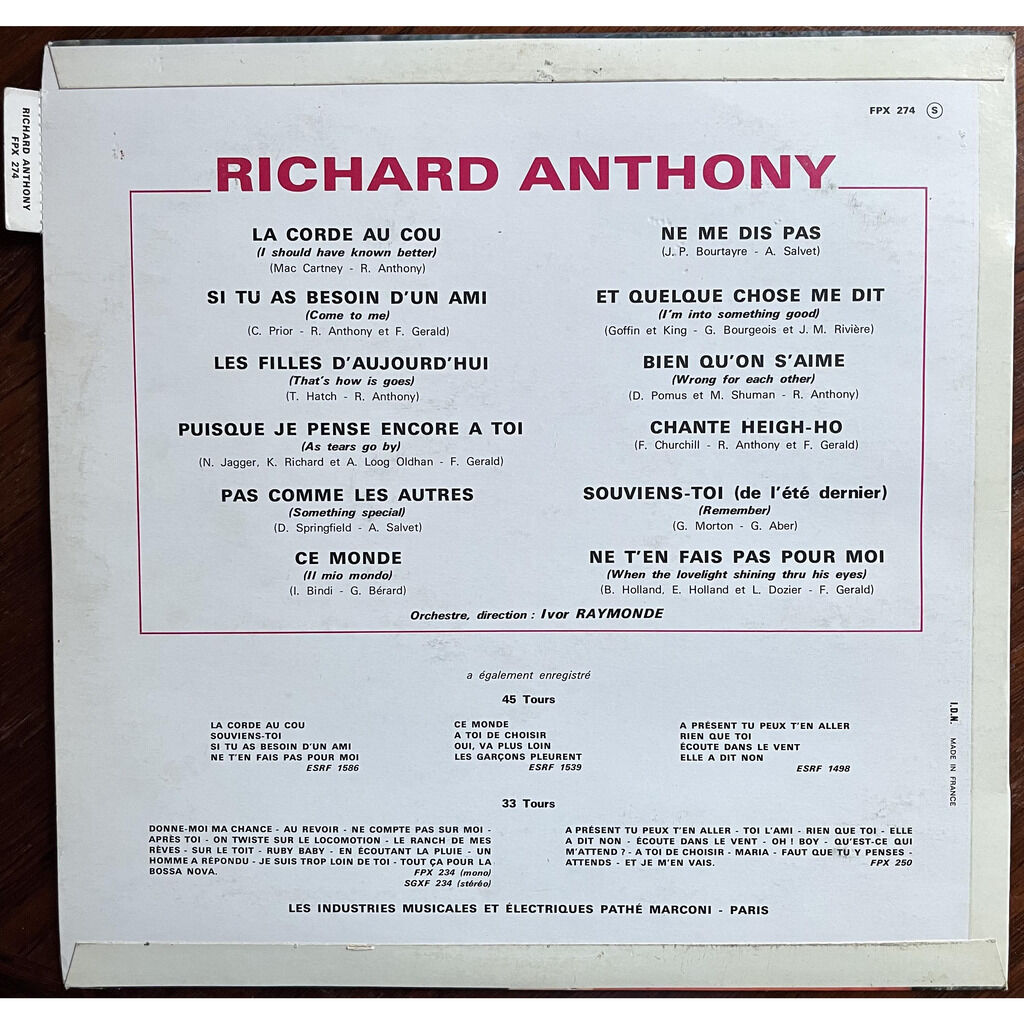 RICHARD ANTHONY
FPX 274
FPX 274 S
RICHARD ANTHONY
LA CORDE AU COU
(I should have known better)
(Mac Cartney - R. Anthony)
SI TU AS BESOIN D'UN AMI
(Come to me)
(C. Prior - R. Anthony et F. Gerald)
LES FILLES D'AUJOURD'HUI
(That's how is goes)
(T. Hatch - R. Anthony)
PUISQUE JE PENSE ENCORE A TOI
(As tears go by)
(N. Jagger, K. Richard et A. Loog Oldhan - F. Gerald)
PAS COMME LES AUTRES
(Something special)
(D. Springfield - A. Salvet)
CE MONDE
(Il mio mondo)
(I. Bindi - G. Bérard)
NE ME DIS PAS
(J. P. Bourtayre - A. Salvet)
ET QUELQUE CHOSE ME DIT
(I'm into something good)
(Goffin et King - G. Bourgeois et J. M. Rivière)
BIEN QU'ON S'AIME
(Wrong for each other)
(D. Pomus et M. Shuman - R. Anthony)
CHANTE HEIGH-HO
(F. Churchill - R. Anthony et F. Gerald)
SOUVIENS-TOI (de l'été dernier)
(Remember)
(G. Morton - G. Aber)
NE T'EN FAIS PAS POUR MOI
(When the lovelight shining thru his eyes)
(B. Holland, E. Holland et L. Dozier - F. Gerald)
Orchestre, direction : Ivor RAYMONDE
a également enregistré
45 Tours
LA CORDE AU COU
SOUVIENS-TOI
SI TU AS BESOIN D'UN AMI
NE T'EN FAIS PAS POUR MOI
ESRF 1586
CE MONDE
A TOI DE CHOISIR
OUI, VA PLUS LOIN
LES GARÇONS PLEURENT
ESRF 1539
A PRÉSENT TU PEUX T'EN ALLER
RIEN QUE TOI
ÉCOUTE DANS LE VENT
ELLE A DIT NON
ESRF 1498
33 Tours
DONNE-MOI MA CHANCE - AU REVOIR - NE COMPTE PAS SUR MOI -
APRÈS TOI - ON TWISTE SUR LE LOCOMOTION - LE RANCH DE MES
RÊVES - SUR LE TOIT - RUBY BABY - EN ÉCOUTANT LA PLUIE - UN
HOMME A RÉPONDU - JE SUIS TROP LOIN DE TOI - TOUT ÇA POUR LA
BOSSA NOVA. FPX 234 (mono)
SGXF 234 (stéréo)
A PRÉSENT TU PEUX T'EN ALLER - TOI L'AMI - RIEN QUE TOI - ELLE
A DIT NON - ÉCOUTE DANS LE VENT - OH ! BOY - QU'EST-CE QUI
M'ATTEND ? - A TOI DE CHOISIR - MARIA - FAUT QUE TU Y PENSES -
ATTENDS - ET JE M'EN VAIS. FPX 250
LES INDUSTRIES MUSICALES ET ÉLECTRIQUES PATHÉ MARCONI - PARIS
I.D.N. MADE IN FRANCE